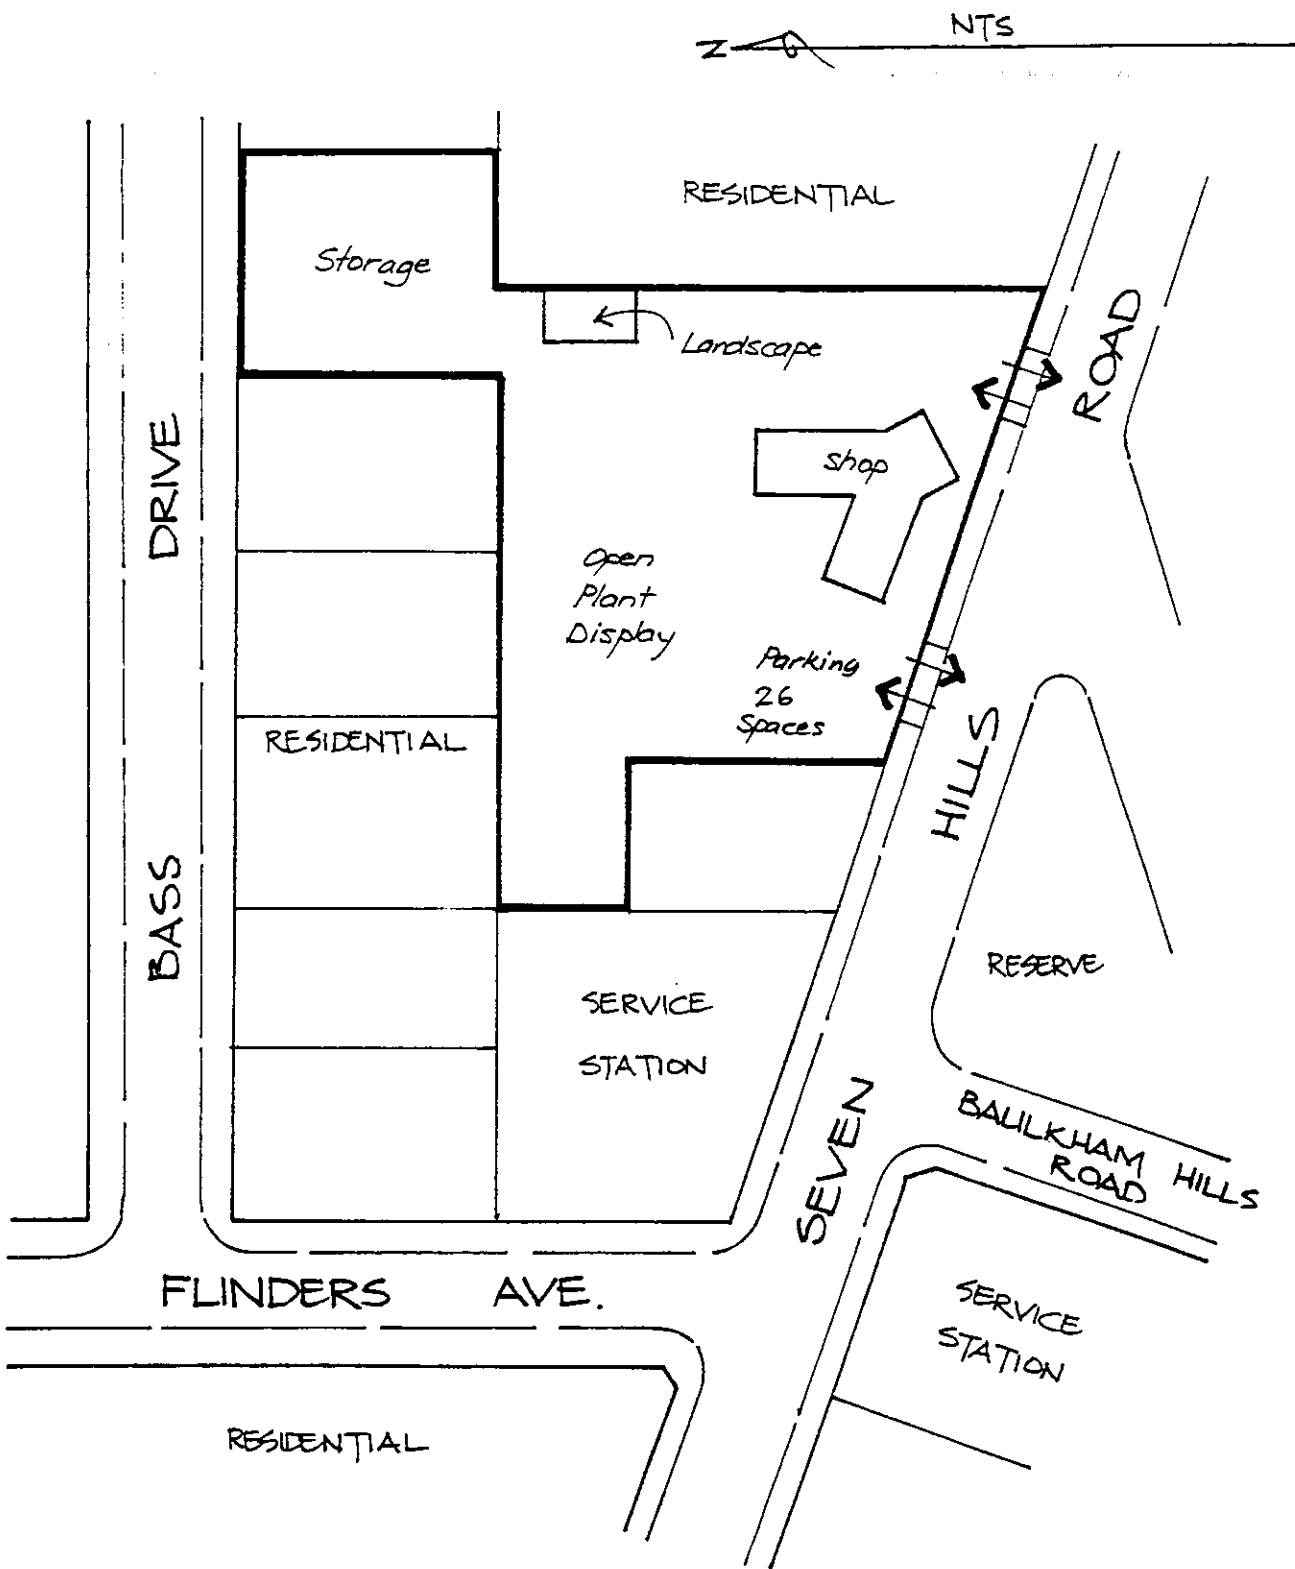 NTS
N
RESIDENTIAL
Storage
Landscape
ROAD
shop
DRIVE
Open
Plant
Display
Parking
26
Spaces
RESIDENTIAL
HILLS
BASS
RESERVE
SERVICE
STATION
SEVEN
BAULKHAM HILLS
ROAD
FLINDERS AVE.
SERVICE
STATION
RESIDENTIAL